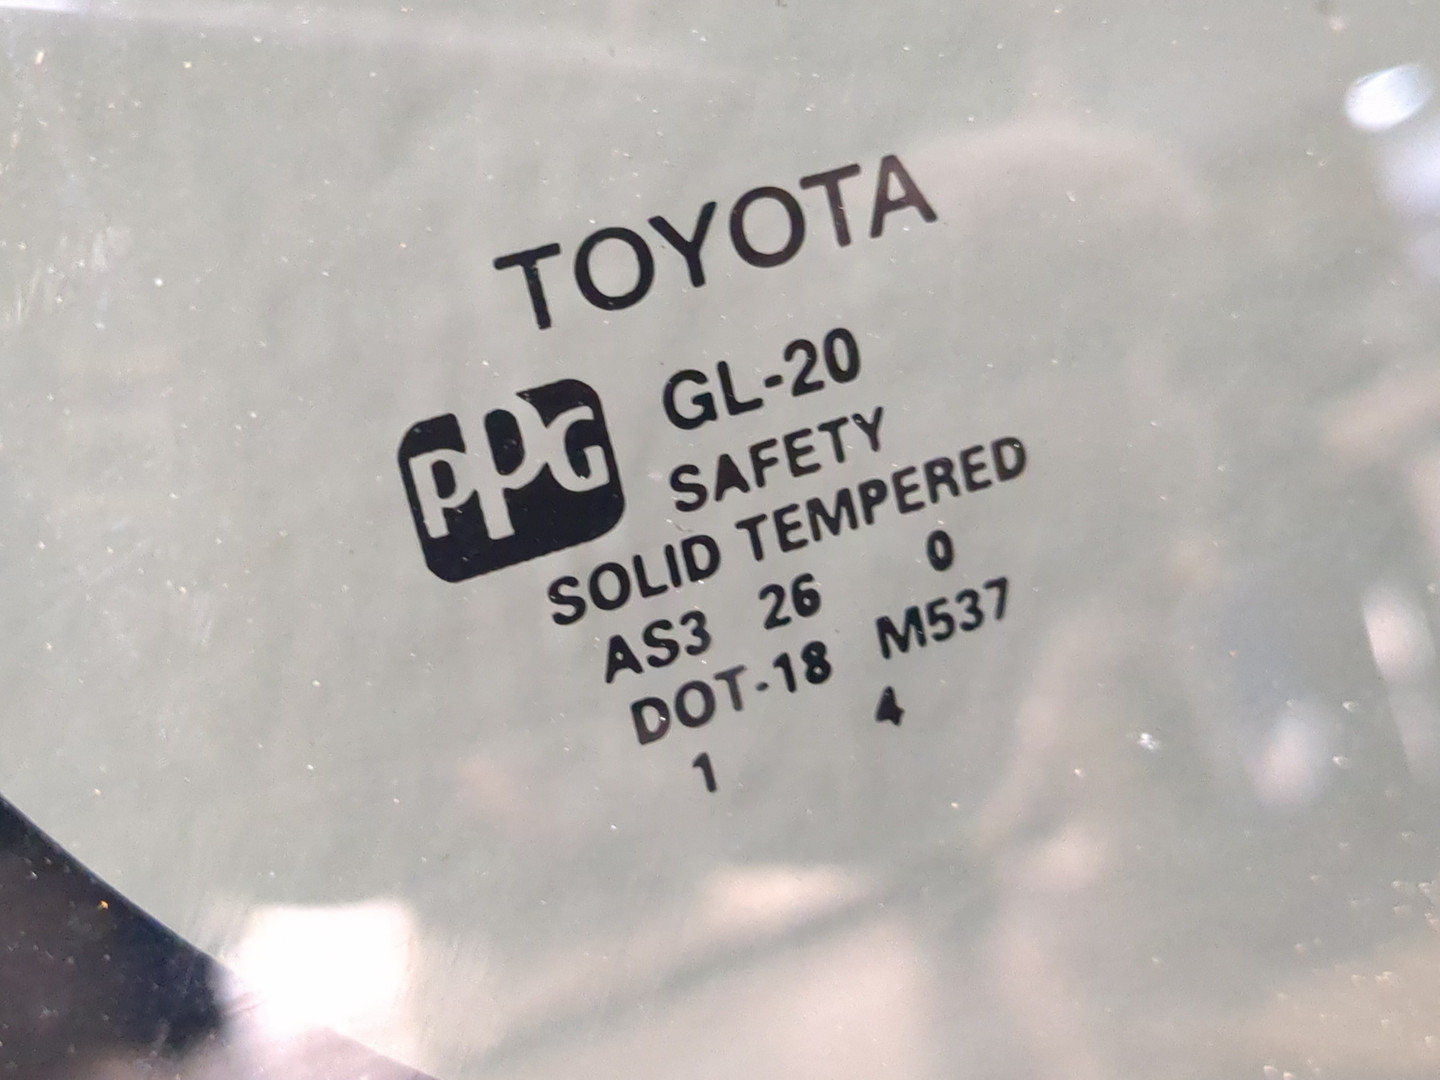 TOYOTA
PPG
GL-20
SAFETY
SOLID TEMPERED
AS3 26 0
DOT-18 M537
1 4